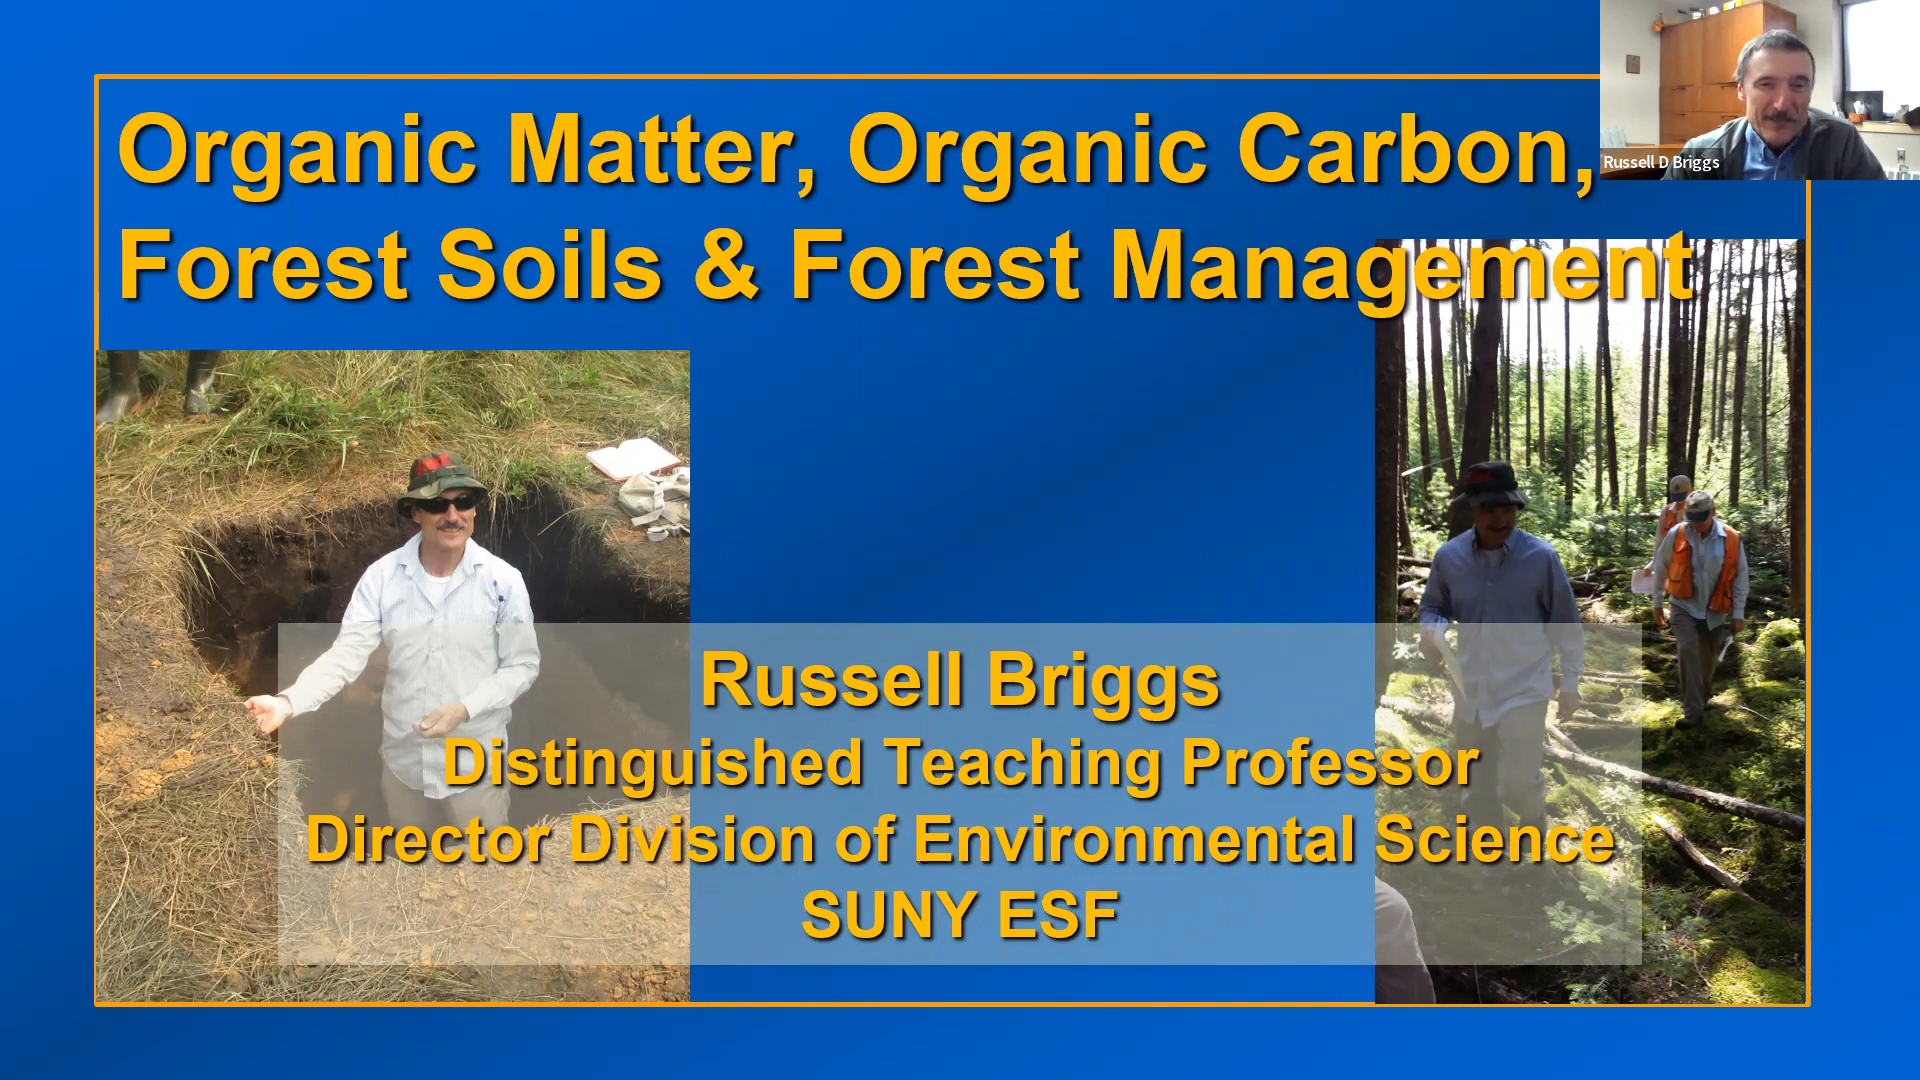 Organic Matter, Organic Carbon,
Forest Soils & Forest Management
Russell D Briggs
Russell Briggs
Distinguished Teaching Professor
Director Division of Environmental Science
SUNY ESF